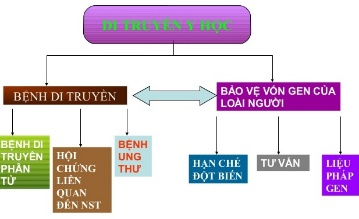 DI TRUYỀN Y HỌC
BỆNH DI TRUYỀN
BẢO VỆ VỐN GEN CỦA
LOÀI NGƯỜI
BỆNH DI
TRUYỀN
PHÂN
TỬ
HỘI
CHỨNG
LIÊN
QUAN
ĐẾN NST
BỆNH
UNG
THƯ
HẠN CHẾ
ĐỘT BIẾN
TƯ VẤN
LIỆU
PHÁP
GEN